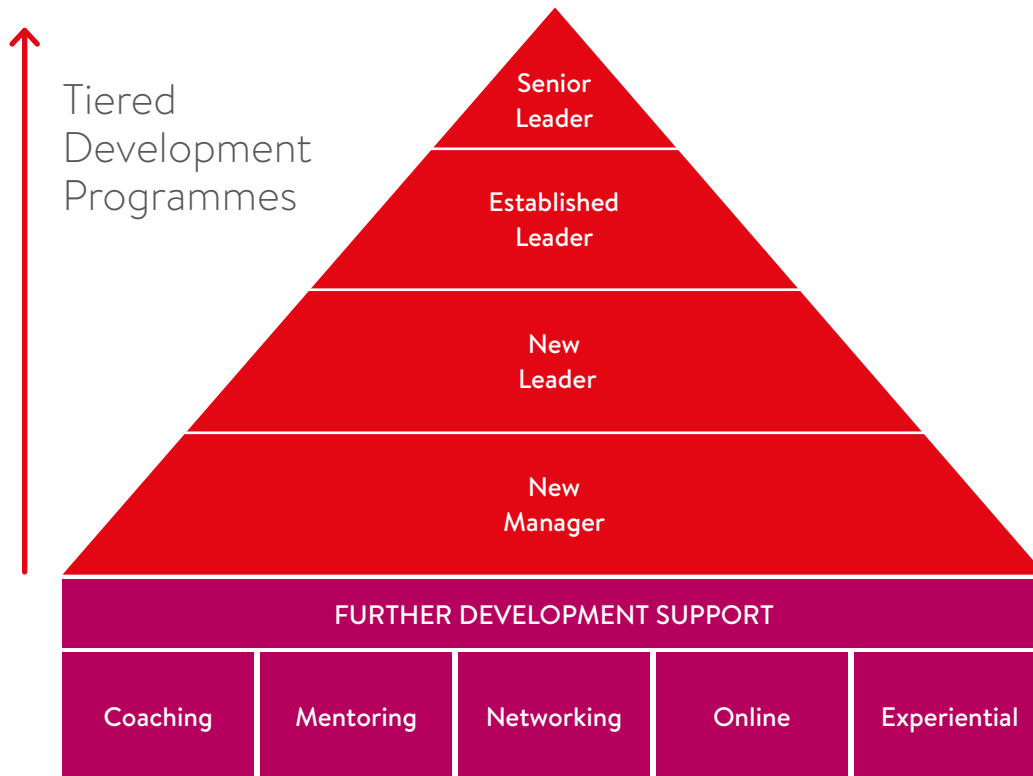 Tiered
Development
Programmes
Senior
Leader
Established
Leader
New
Leader
New
Manager
FURTHER DEVELOPMENT SUPPORT
Coaching
Mentoring
Networking
Online
Experiential